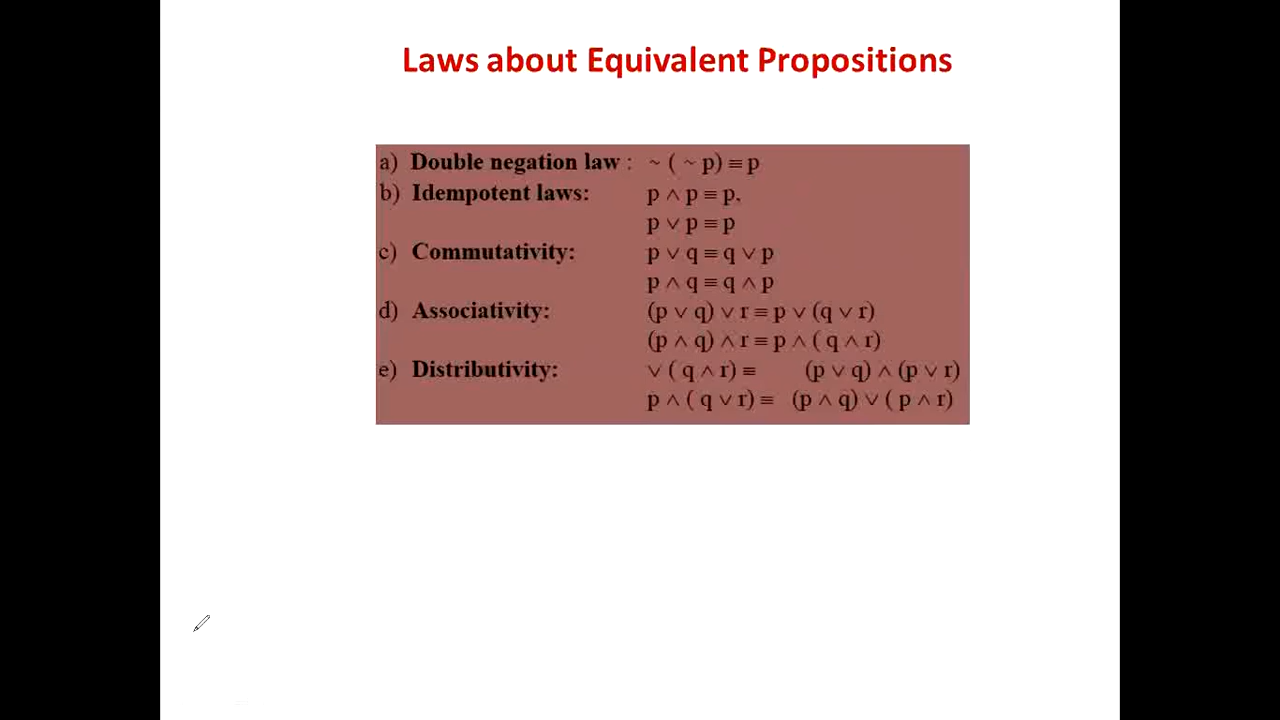 Laws about Equivalent Propositions
a) Double negation law : ~ ( ~ p) ≡ p
b) Idempotent laws: p ∧ p ≡ p,
p ∨ p ≡ p
c) Commutativity: p ∨ q ≡ q ∨ p
p ∧ q ≡ q ∧ p
d) Associativity: (p ∨ q) ∨ r ≡ p ∨ (q ∨ r)
(p ∧ q) ∧ r ≡ p ∧ ( q ∧ r)
e) Distributivity: ∨ ( q ∧ r) ≡ (p ∨ q) ∧ (p ∨ r)
p ∧ ( q ∨ r) ≡ (p ∧ q) ∨ ( p ∧ r)